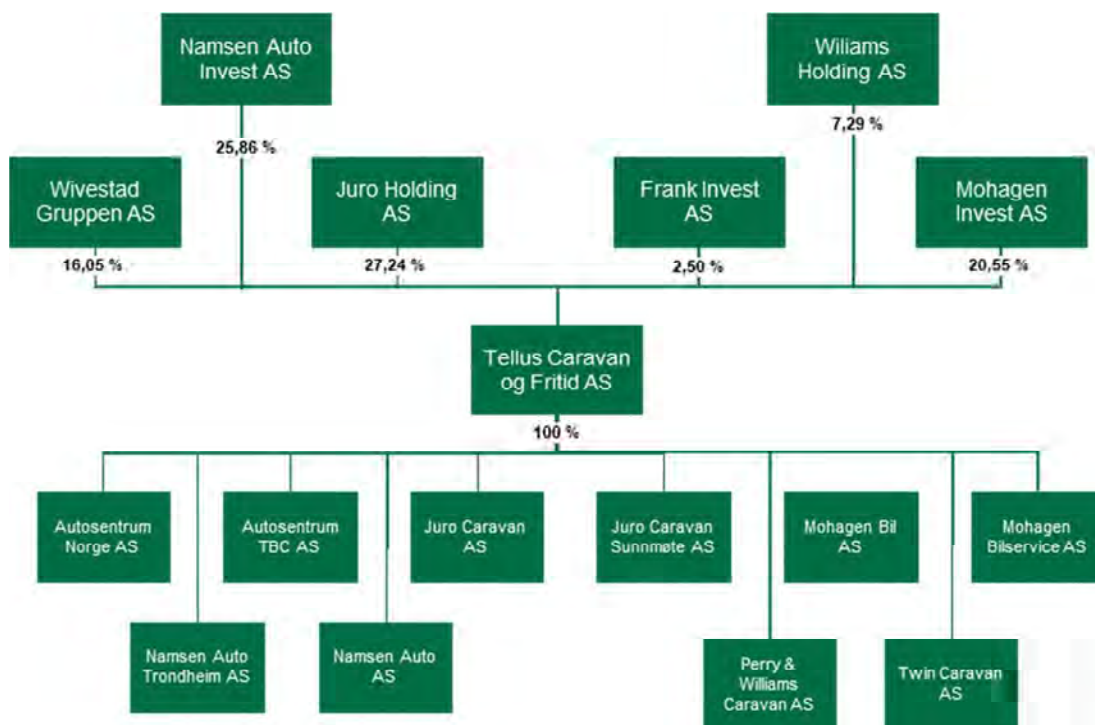 Namsen Auto
Invest AS
Wiliams
Holding AS
25,86 %
7,29 %
Wivestad
Gruppen AS
Juro Holding
AS
Frank Invest
AS
Mohagen
Invest AS
16,05 %
27,24 %
2,50 %
20,55 %
Tellus Caravan
og Fritid AS
100 %
Autosentrum
Norge AS
Autosentrum
TBC AS
Juro Caravan
AS
Juro Caravan
Sunnmøte AS
Mohagen Bil
AS
Mohagen
Bilservice AS
Namsen Auto
Trondheim AS
Namsen Auto
AS
Perry &
Williams
Caravan AS
Twin Caravan
AS